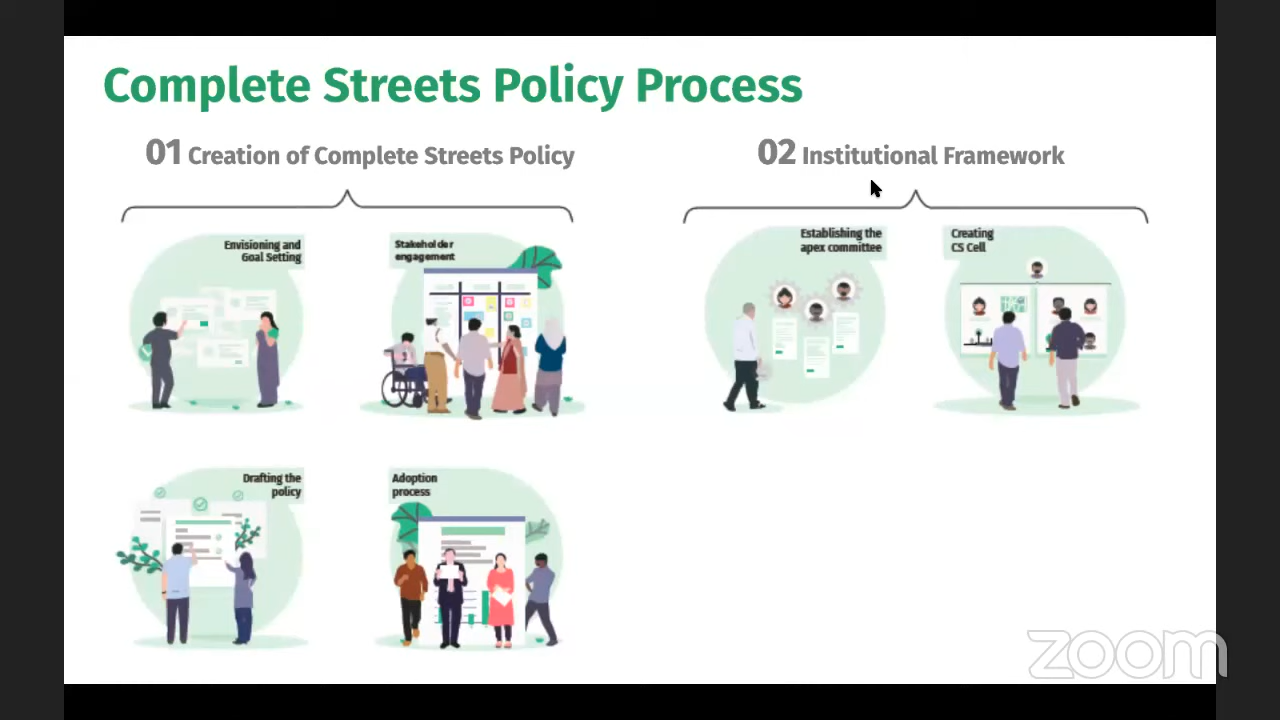 Complete Streets Policy Process
01 Creation of Complete Streets Policy
02 Institutional Framework
Envisioning and
Goal Setting
Stakeholder
engagement
Establishing the
apex committee
Creating
CS Cell
Drafting the
policy
Adoption
process
zoom